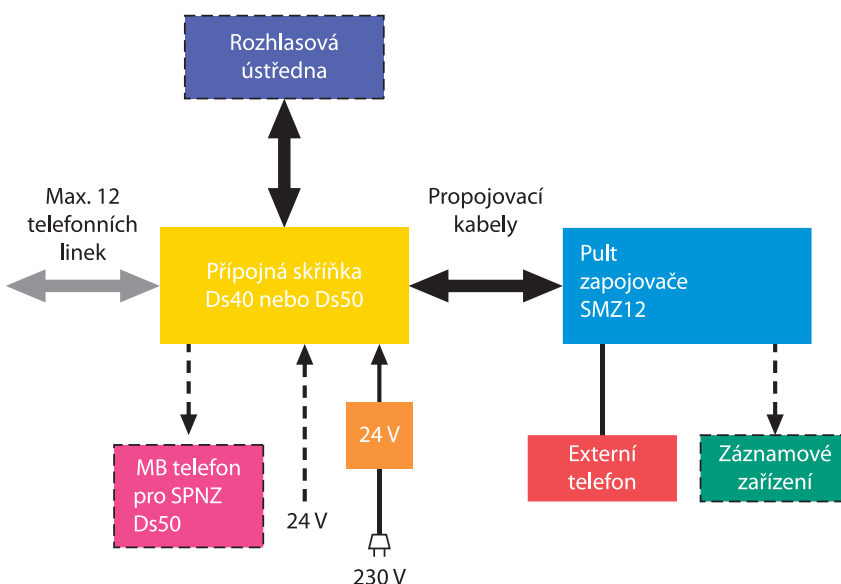 Rozhlasová
ústředna
Max. 12
telefonních
linek
Propojovací
kabely
Přípojná skříňka
Ds40 nebo Ds50
Pult
zapojovače
SMZ12
24 V
MB telefon
pro SPNZ
Ds50
24 V
230 V
Externí
telefon
Záznamové
zařízení